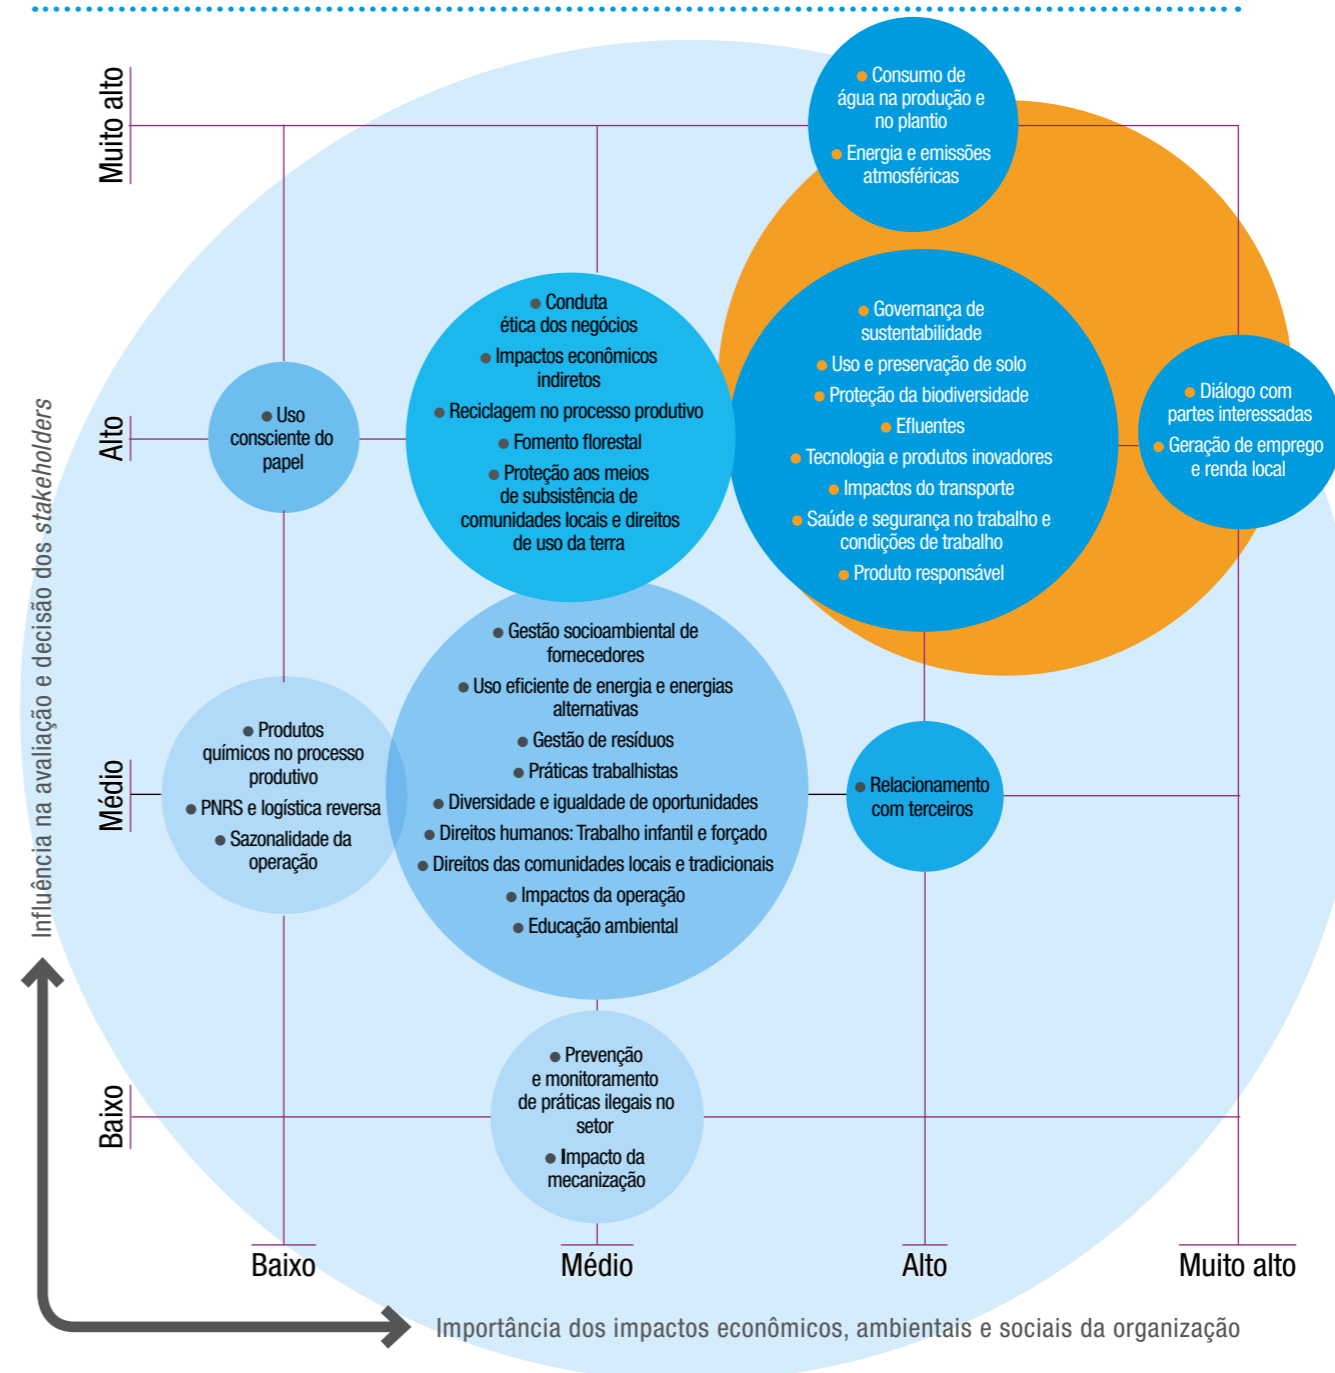 Influência na avaliação e decisão dos stakeholders
Muito alto
Alto
Médio
Baixo
● Consumo de
água na produção e
no plantio
● Energia e emissões
atmosféricas
● Uso
consciente do
papel
● Conduta
ética dos negócios
● Impactos econômicos
indiretos
● Reciclagem no processo produtivo
● Fomento florestal
● Proteção aos meios
de subsistência de
comunidades locais e direitos
de uso da terra
● Governança de
sustentabilidade
● Uso e preservação de solo
● Proteção da biodiversidade
● Efluentes
● Tecnologia e produtos inovadores
● Impactos do transporte
● Saúde e segurança no trabalho e
condições de trabalho
● Produto responsável
● Diálogo com
partes interessadas
● Geração de emprego
e renda local
● Produtos
químicos no processo
produtivo
● PNRS e logística reversa
● Sazonalidade da
operação
● Gestão socioambiental de
fornecedores
● Uso eficiente de energia e energias
alternativas
● Gestão de resíduos
● Práticas trabalhistas
● Diversidade e igualdade de oportunidades
● Direitos humanos: Trabalho infantil e forçado
● Direitos das comunidades locais e tradicionais
● Impactos da operação
● Educação ambiental
● Relacionamento
com terceiros
● Prevenção
e monitoramento
de práticas ilegais no
setor
● Impacto da
mecanização
Baixo
Médio
Alto
Muito alto
Importância dos impactos econômicos, ambientais e sociais da organização